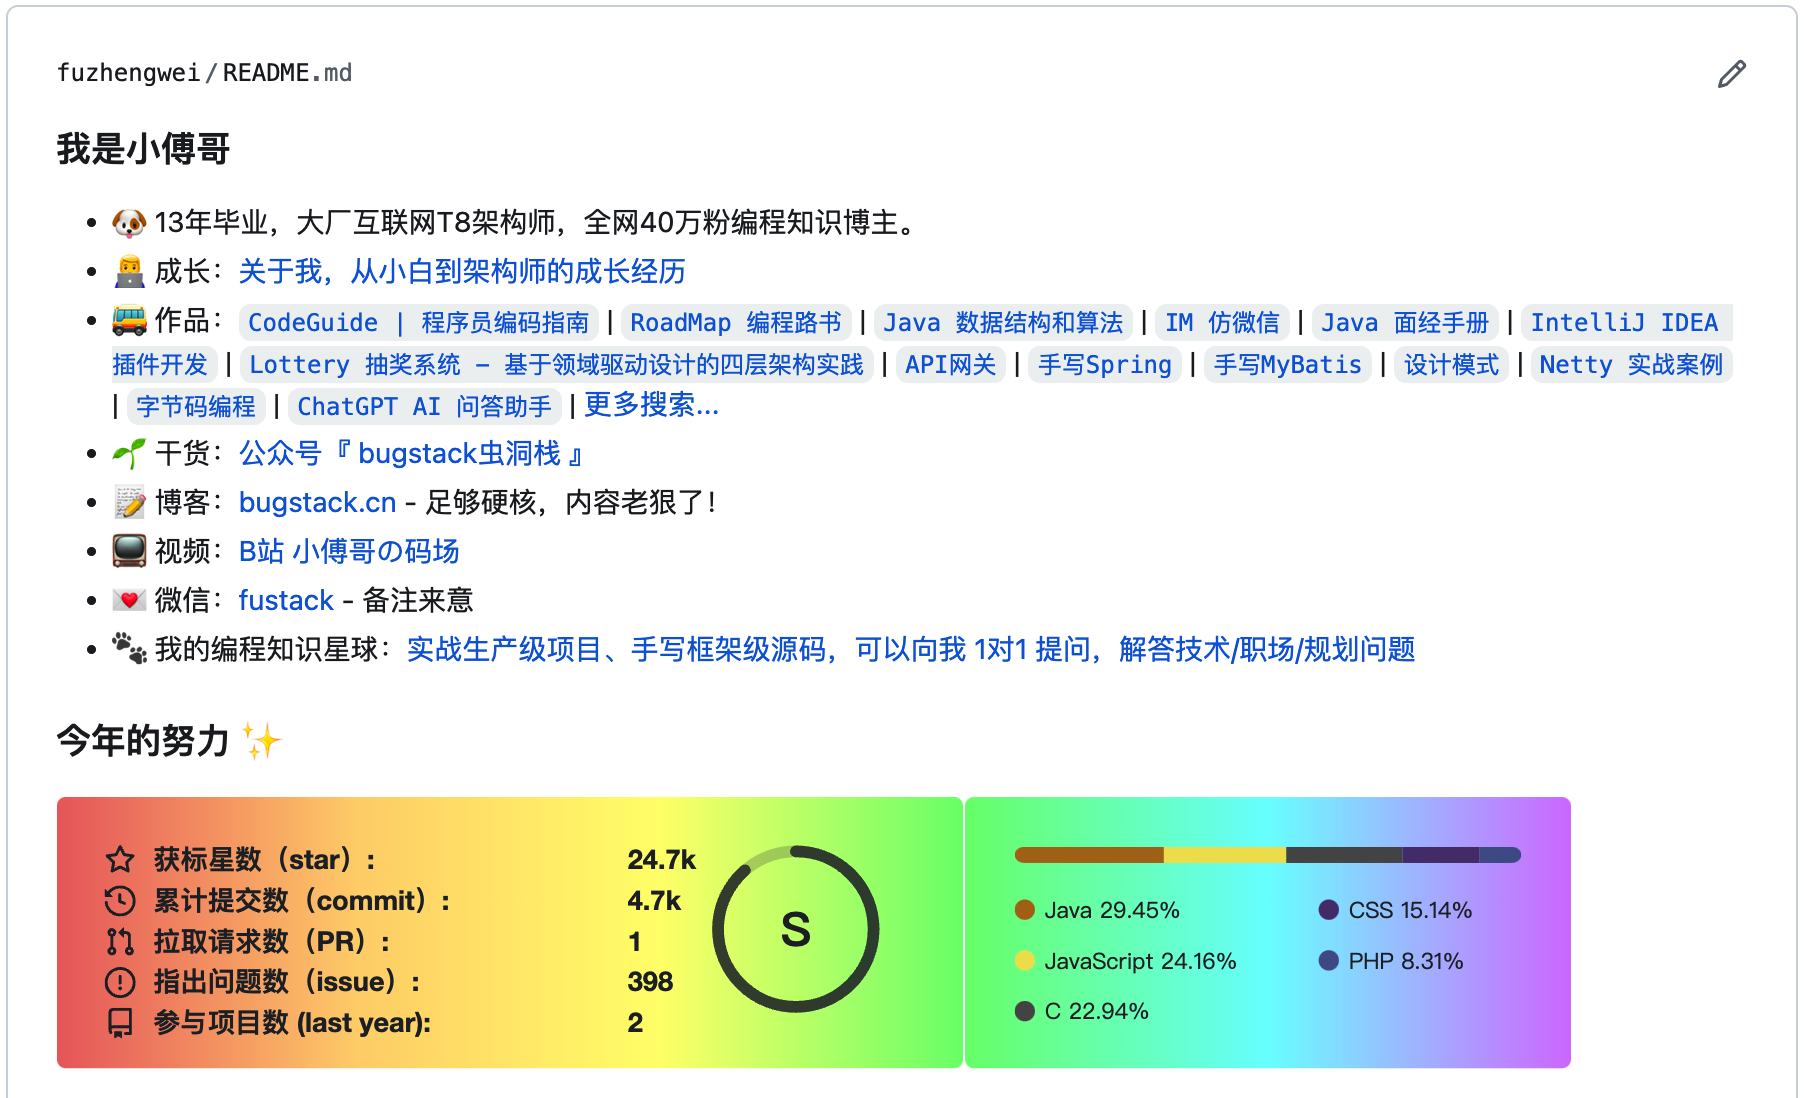 fuzhengwei/README.md
我是小傅哥
13年毕业，大厂互联网T8架构师，全网40万粉编程知识博主。
成长：关于我，从小白到架构师的成长经历
作品：CodeGuide | 程序员编码指南 | RoadMap 编程路书 | Java 数据结构和算法 | IM 仿微信 | Java 面经手册 | IntelliJ IDEA
插件开发 | Lottery 抽奖系统 - 基于领域驱动设计的四层架构实践 | API网关 | 手写Spring | 手写MyBatis | 设计模式 | Netty 实战案例
| 字节码编程 | ChatGPT AI 问答助手 | 更多搜索...
干货：公众号『 bugstack虫洞栈 』
博客：bugstack.cn - 足够硬核，内容老狠了！
视频：B站 小傅哥の码场
微信：fustack - 备注来意
我的编程知识星球：实战生产级项目、手写框架级源码，可以向我 1对1 提问，解答技术/职场/规划问题
今年的努力 ✨
获标星数（star）: 24.7k
累计提交数（commit）: 4.7k
拉取请求数（PR）: 1
指出问题数（issue）: 398
参与项目数 (last year): 2
S
Java 29.45%
JavaScript 24.16%
C 22.94%
CSS 15.14%
PHP 8.31%